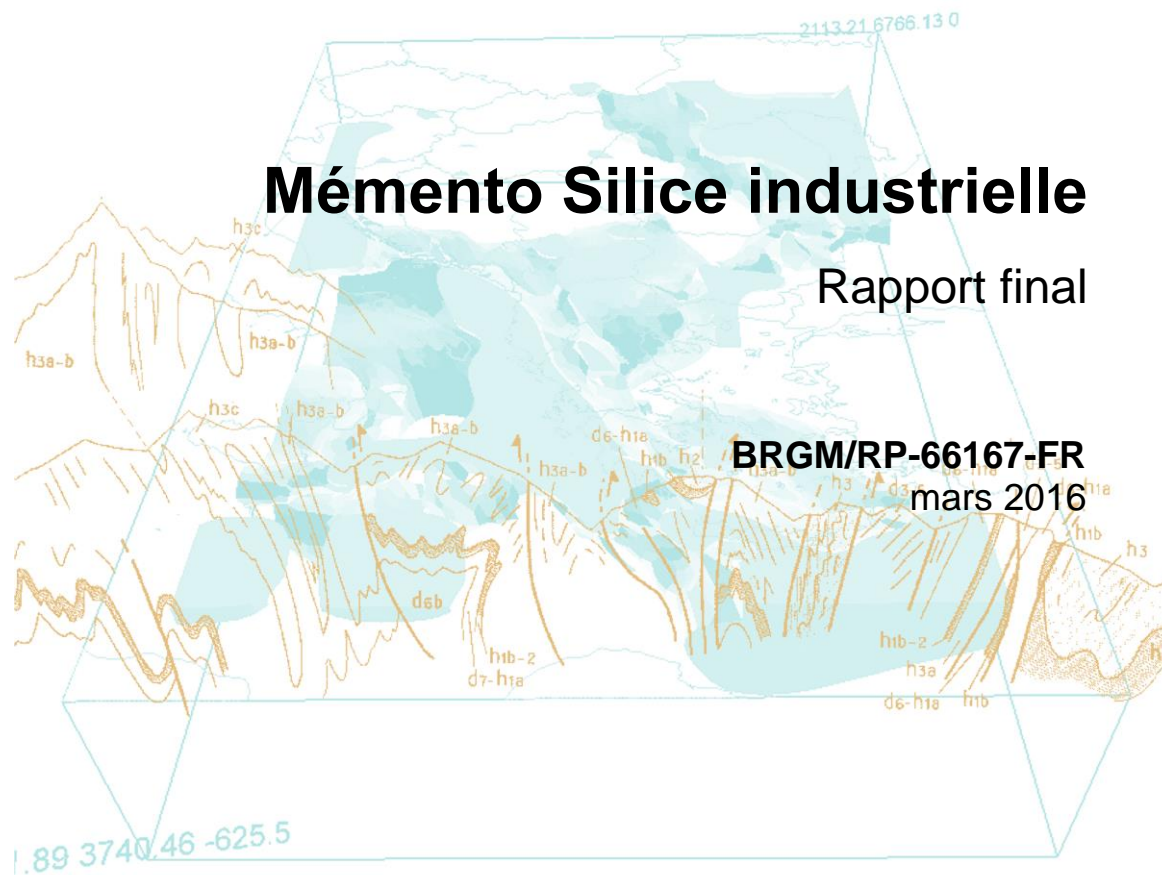 2113.21 6766.13 0
Mémento Silice industrielle
h3c
Rapport final
h3a-b
h3a-b
h3c
h3a-b
h3a-b
d6-h1a
h1b
h2
BRGM/RP-66167-FR
h3a-b
h3a-b
h3
mars 2016
h1b
h3
d6b
h1b-2
d7-h1a
h1b-2
h3a
d6-h1a
h1b
.89 3740.46 -625.5